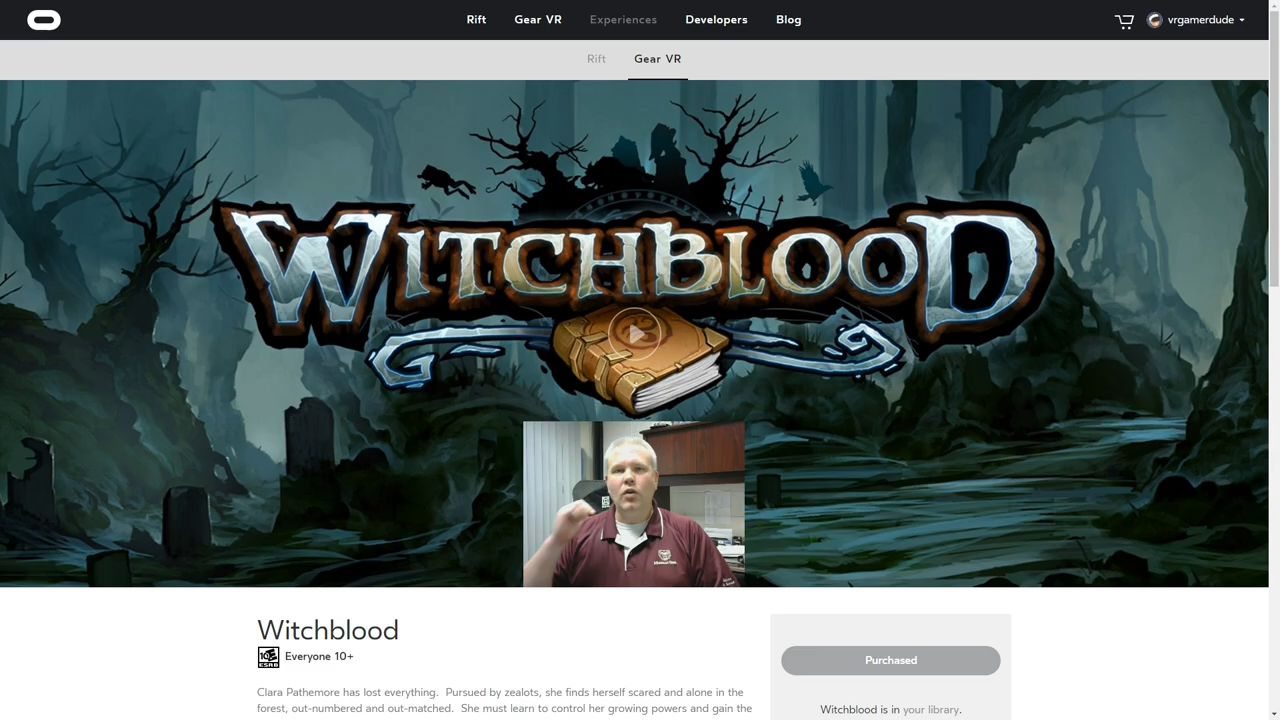 Rift Gear VR Experiences Developers Blog vrgamerdude
Rift Gear VR
WITCHBLOOD
Witchblood
Everyone 10+
ESRB
Purchased
Clara Pathemore has lost everything. Pursued by zealots, she finds herself scared and alone in the
forest, out-numbered and out-matched. She must learn to control her growing powers and gain the
Witchblood is in your library.